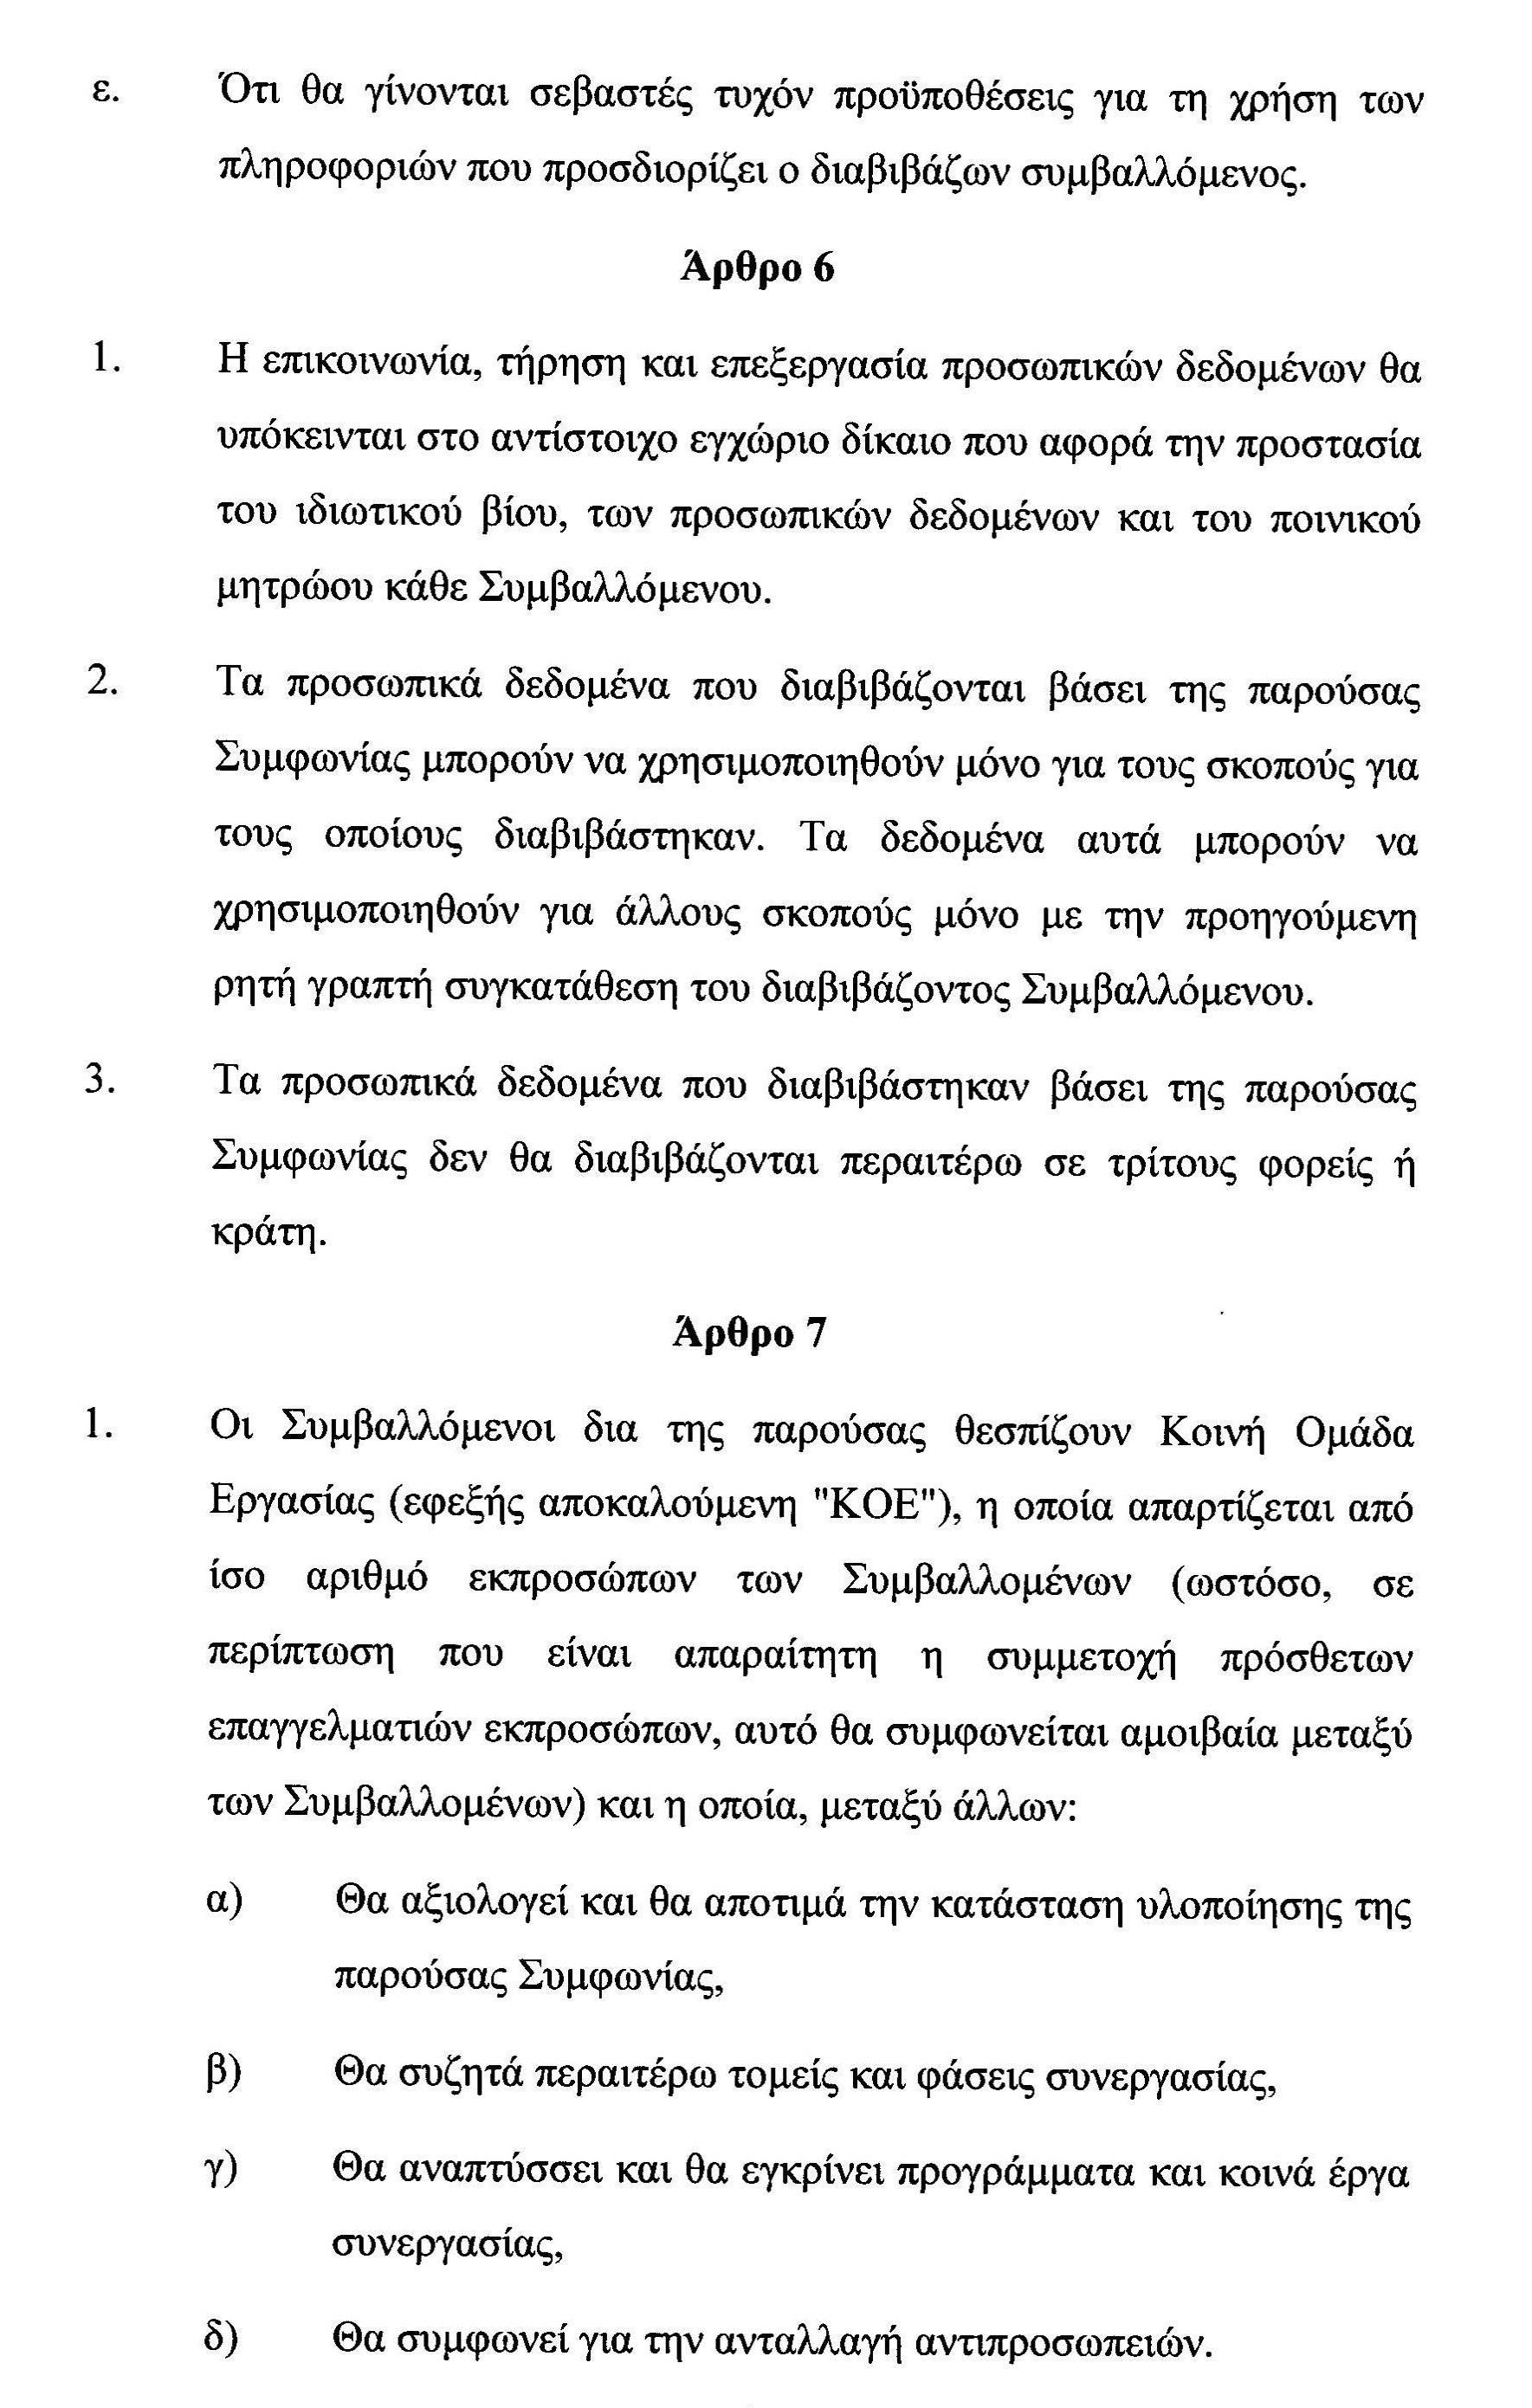 ε. Ότι θα γίνονται σεβαστές τυχόν προϋποθέσεις για τη χρήση των
πληροφοριών που προσδιορίζει ο διαβιβάζων συμβαλλόμενος.
Άρθρο 6
1. Η επικοινωνία, τήρηση και επεξεργασία προσωπικών δεδομένων θα
υπόκεινται στο αντίστοιχο εγχώριο δίκαιο που αφορά την προστασία
του ιδιωτικού βίου, των προσωπικών δεδομένων και του ποινικού
μητρώου κάθε Συμβαλλόμενου.
2. Τα προσωπικά δεδομένα που διαβιβάζονται βάσει της παρούσας
Συμφωνίας μπορούν να χρησιμοποιηθούν μόνο για τους σκοπούς για
τους οποίους διαβιβάστηκαν. Τα δεδομένα αυτά μπορούν να
χρησιμοποιηθούν για άλλους σκοπούς μόνο με την προηγούμενη
ρητή γραπτή συγκατάθεση του διαβιβάζοντος Συμβαλλόμενου.
3. Τα προσωπικά δεδομένα που διαβιβάστηκαν βάσει της παρούσας
Συμφωνίας δεν θα διαβιβάζονται περαιτέρω σε τρίτους φορείς ή
κράτη.
Άρθρο 7
1. Οι Συμβαλλόμενοι δια της παρούσας θεσπίζουν Κοινή Ομάδα
Εργασίας (εφεξής αποκαλούμενη "ΚΟΕ"), η οποία απαρτίζεται από
ίσο αριθμό εκπροσώπων των Συμβαλλομένων (ωστόσο, σε
περίπτωση που είναι απαραίτητη η συμμετοχή πρόσθετων
επαγγελματιών εκπροσώπων, αυτό θα συμφωνείται αμοιβαία μεταξύ
των Συμβαλλομένων) και η οποία, μεταξύ άλλων:
α) Θα αξιολογεί και θα αποτιμά την κατάσταση υλοποίησης της
παρούσας Συμφωνίας,
β) Θα συζητά περαιτέρω τομείς και φάσεις συνεργασίας,
γ) Θα αναπτύσσει και θα εγκρίνει προγράμματα και κοινά έργα
συνεργασίας,
δ) Θα συμφωνεί για την ανταλλαγή αντιπροσωπειών.